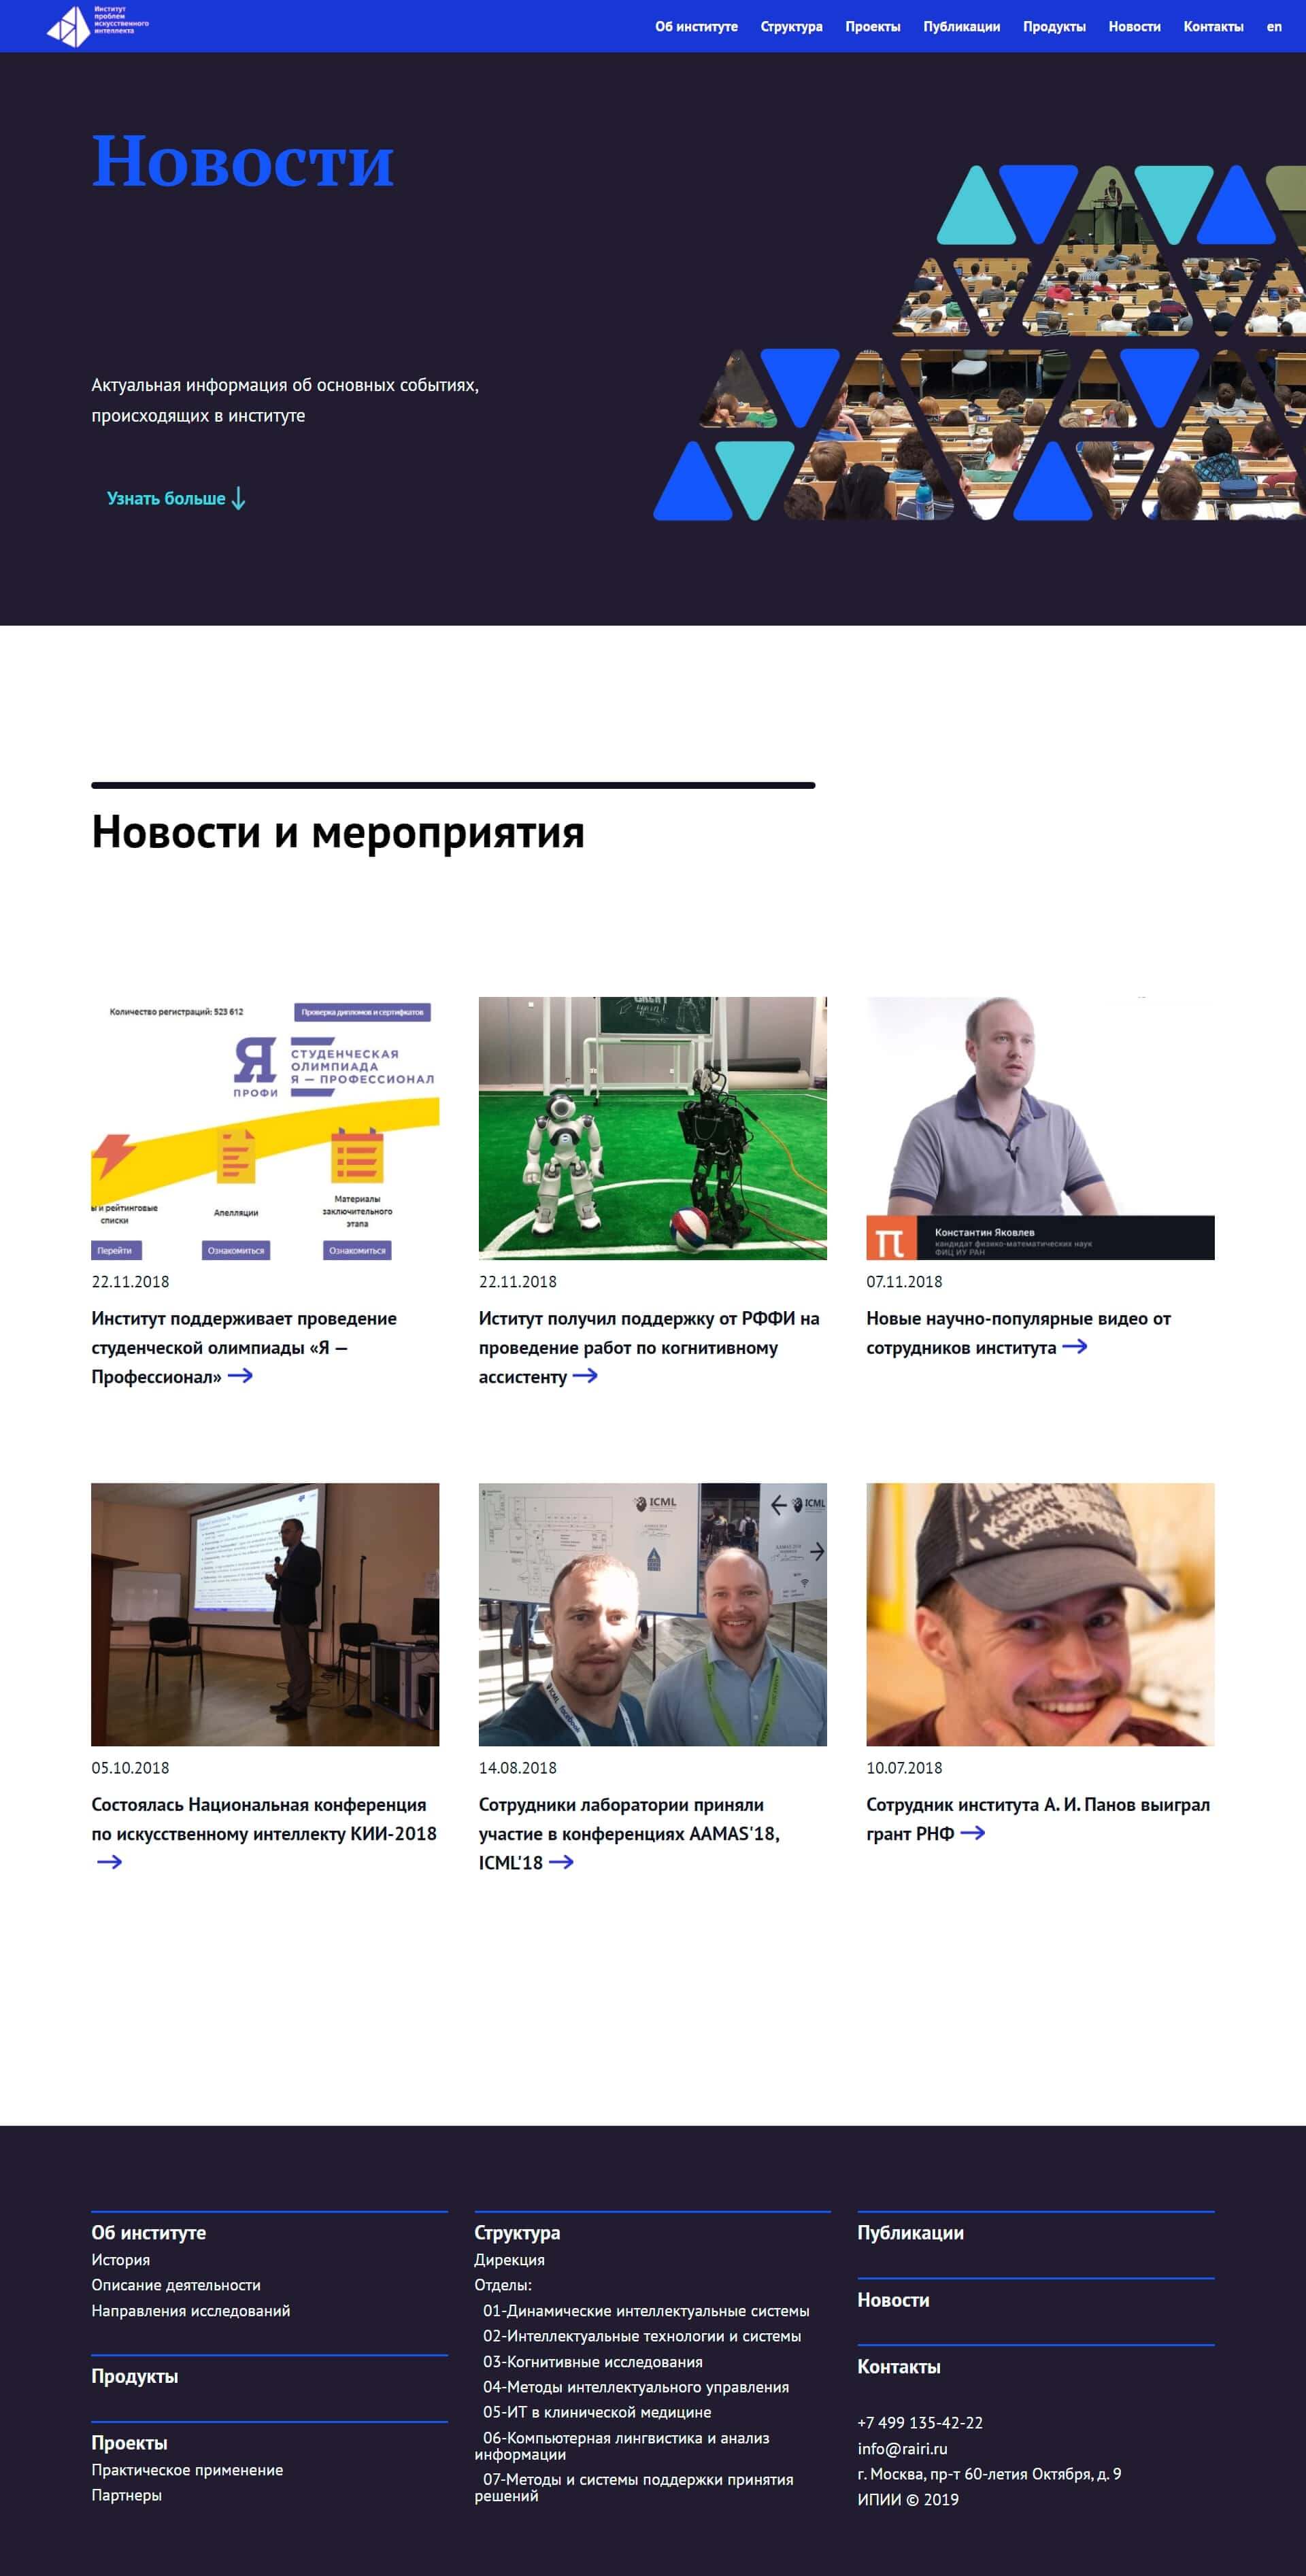 Институт
проблем
искусственного
интеллекта
Об институте Структура Проекты Публикации Продукты Новости Контакты en
Новости
Актуальная информация об основных событиях,
происходящих в институте
Узнать больше
Новости и мероприятия
Количество регистраций: 523 612
Проверка дипломов и сертификатов
Я
ПРОФИ
СТУДЕНЧЕСКАЯ
ОЛИМПИАДА
Я — ПРОФЕССИОНАЛ
ы и рейтинговые
списки
Апелляции
Материалы
заключительного
этапа
Перейти
Ознакомиться
Ознакомиться
22.11.2018
Институт поддерживает проведение
студенческой олимпиады «Я —
Профессионал»
22.11.2018
Иститут получил поддержку от РФФИ на
проведение работ по когнитивному
ассистенту
π
Константин Яковлев
кандидат физико-математических наук
ФИЦ ИУ РАН
07.11.2018
Новые научно-популярные видео от
сотрудников института
05.10.2018
Состоялась Национальная конференция
по искусственному интеллекту КИИ-2018
ICML
ICML
ICML facebook
14.08.2018
Сотрудники лаборатории приняли
участие в конференциях AAMAS'18,
ICML'18
10.07.2018
Сотрудник института А. И. Панов выиграл
грант РНФ
Об институте
История
Описание деятельности
Направления исследований
Продукты
Проекты
Практическое применение
Партнеры
Структура
Дирекция
Отделы:
01-Динамические интеллектуальные системы
02-Интеллектуальные технологии и системы
03-Когнитивные исследования
04-Методы интеллектуального управления
05-ИТ в клинической медицине
06-Компьютерная лингвистика и анализ
информации
07-Методы и системы поддержки принятия
решений
Публикации
Новости
Контакты
+7 499 135-42-22
info@rairi.ru
г. Москва, пр-т 60-летия Октября, д. 9
ИПИИ © 2019